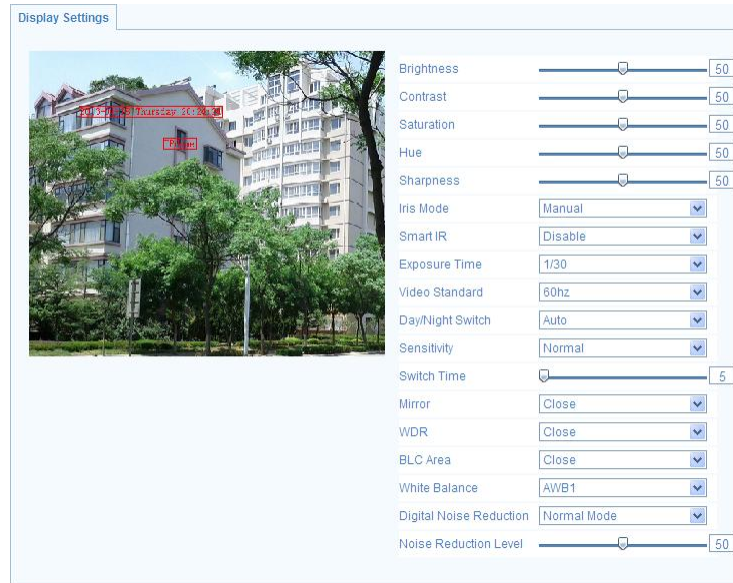 Display Settings
Thursday
Brightness 50
Contrast 50
Saturation 50
Hue 50
Sharpness 50
Iris Mode Manual
Smart IR Disable
Exposure Time 1/30
Video Standard 60hz
Day/Night Switch Auto
Sensitivity Normal
Switch Time 5
Mirror Close
WDR Close
BLC Area Close
White Balance AWB1
Digital Noise Reduction Normal Mode
Noise Reduction Level 50